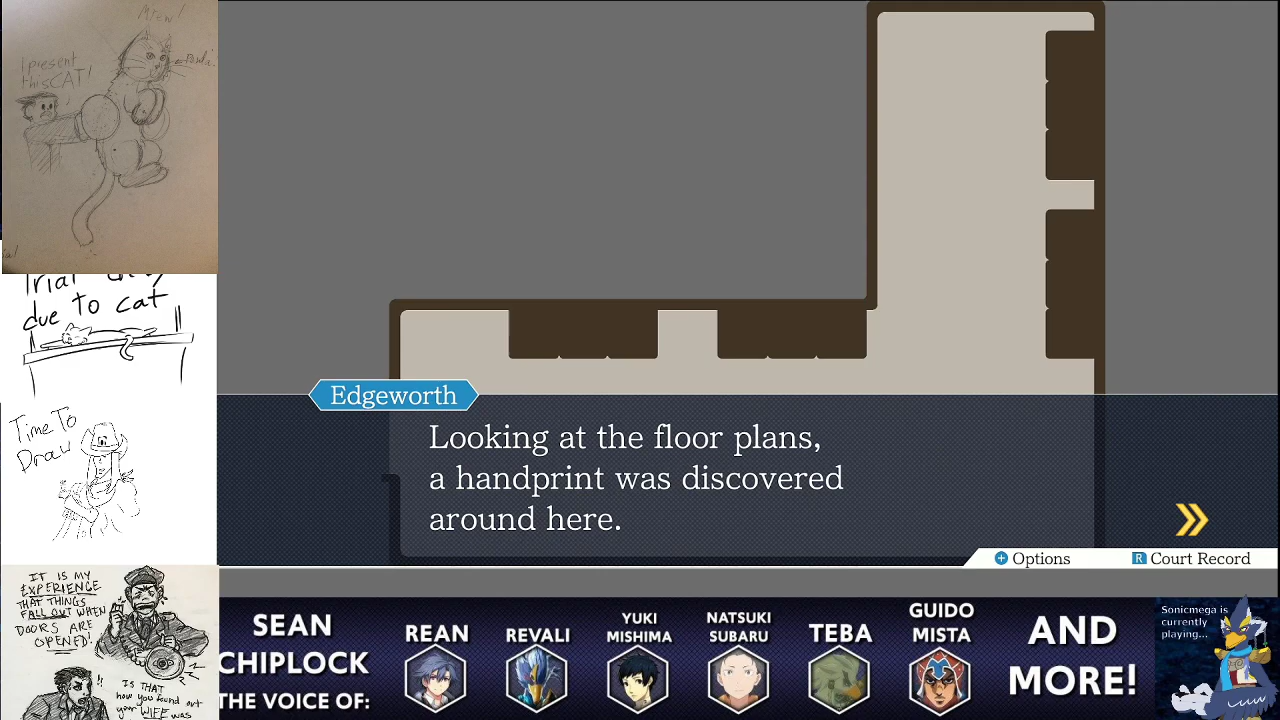 Mrew!
I present
this CAT!
Trial
due to cat
Time To
Draw
IT IS MY
EXPERIENCE
THAT THINGS
FALL OUT WHEN
DOORS ARE
OPENED!
!!
IS THAT
how you found out
your WIFE was
Edgeworth
Looking at the floor plans,
a handprint was discovered
around here.
Options
R Court Record
SEAN
CHIPLOCK
THE VOICE OF:
REAN
REVALI
YUKI
MISHIMA
NATSUKI
SUBARU
TEBA
GUIDO
MISTA
AND
MORE!
Sonicmega is
currently
playing...